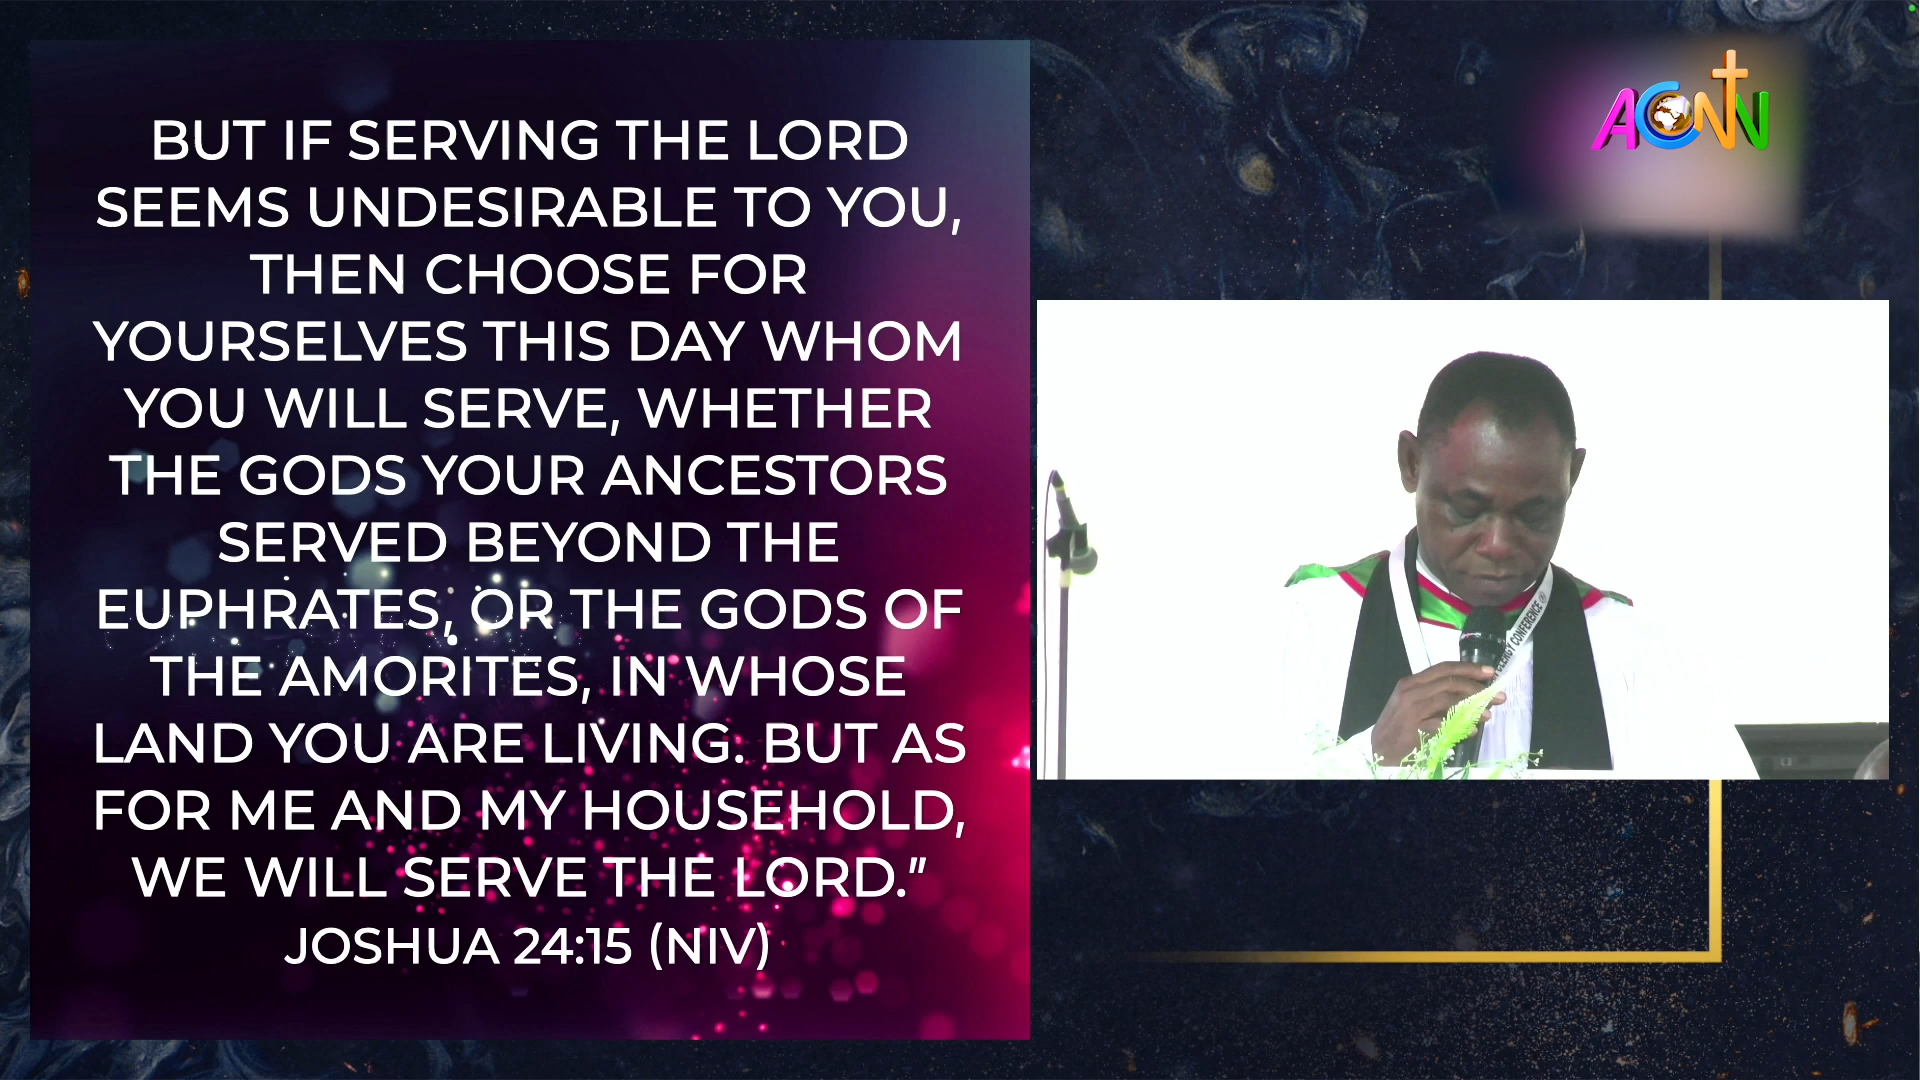 BUT IF SERVING THE LORD
SEEMS UNDESIRABLE TO YOU,
THEN CHOOSE FOR
YOURSELVES THIS DAY WHOM
YOU WILL SERVE, WHETHER
THE GODS YOUR ANCESTORS
SERVED BEYOND THE
EUPHRATES, OR THE GODS OF
THE AMORITES, IN WHOSE
LAND YOU ARE LIVING. BUT AS
FOR ME AND MY HOUSEHOLD,
WE WILL SERVE THE LORD.”
JOSHUA 24:15 (NIV)
ACNN
CLERGY CONFERENCE